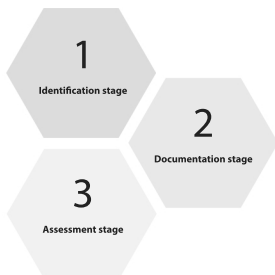 1
Identification stage
2
Documentation stage
3
Assessment stage